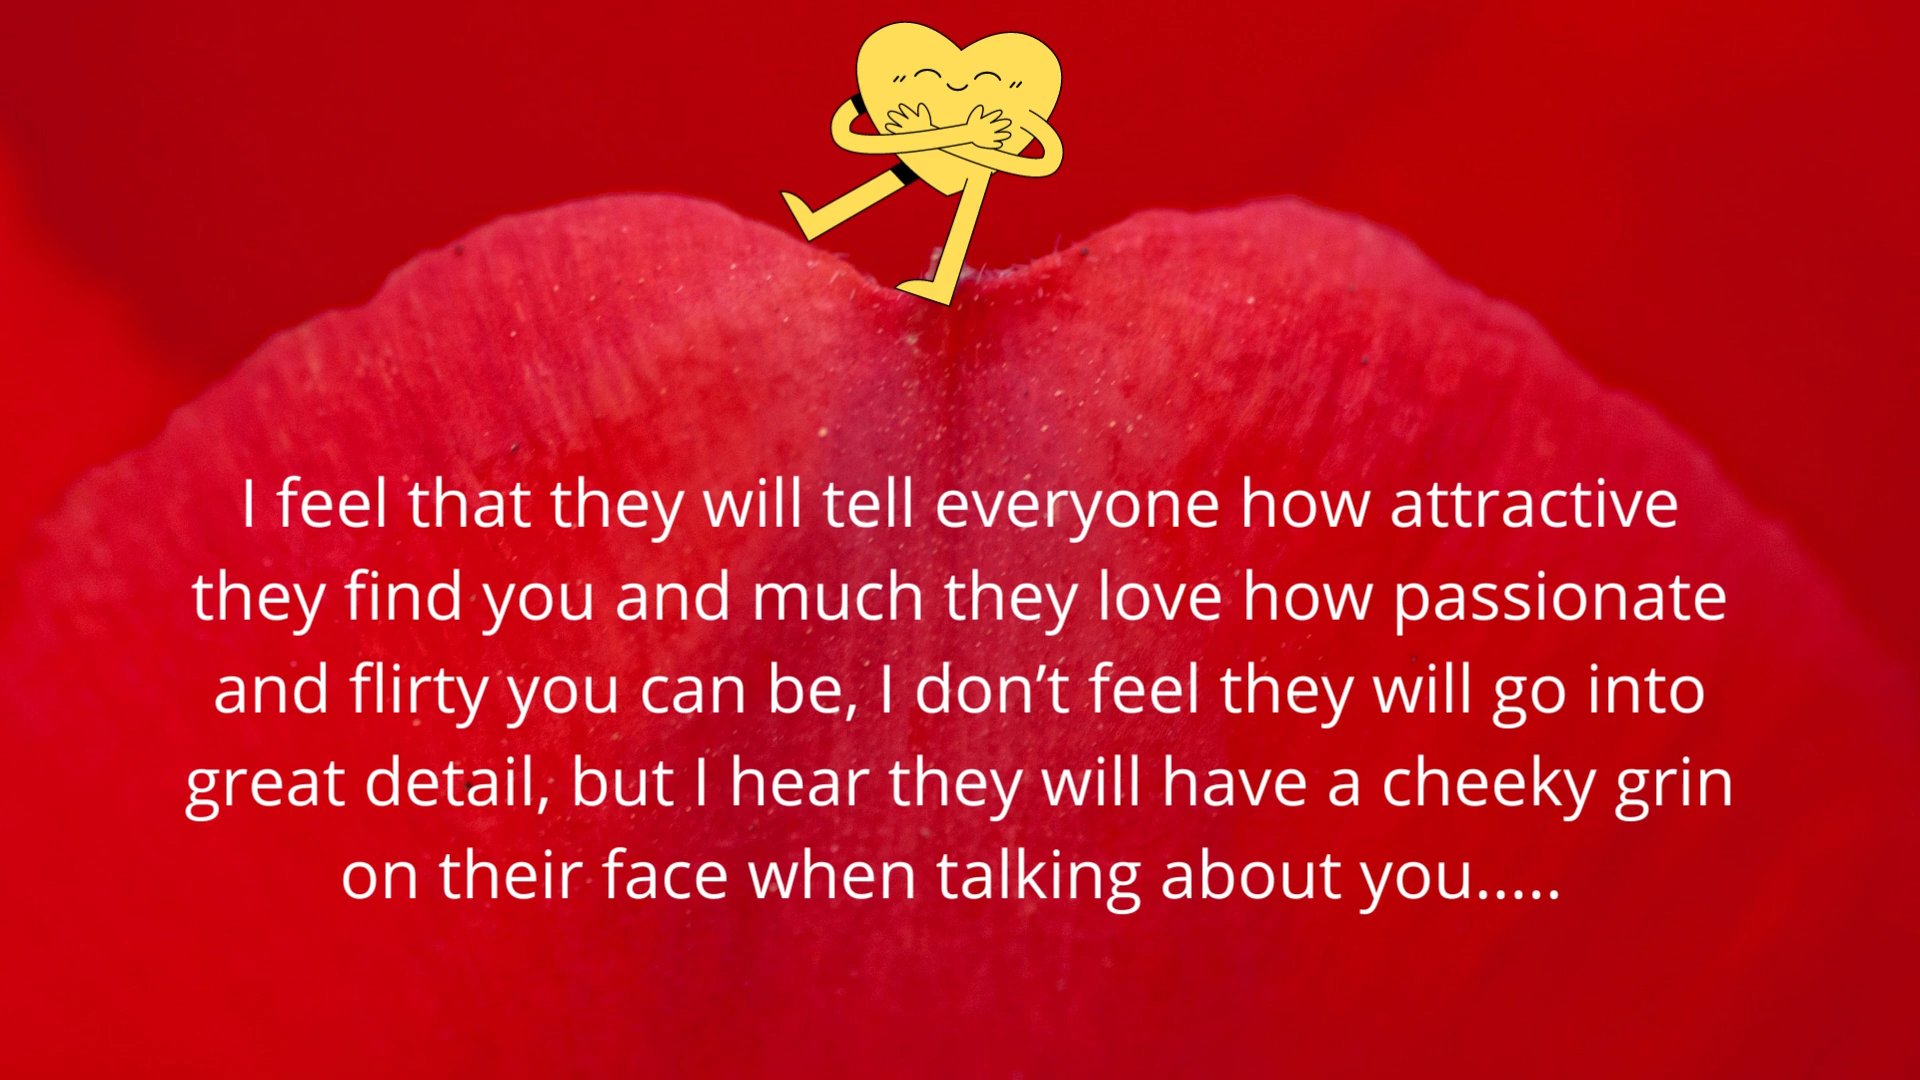 I feel that they will tell everyone how attractive
they find you and much they love how passionate
and flirty you can be, I don’t feel they will go into
great detail, but I hear they will have a cheeky grin
on their face when talking about you.....